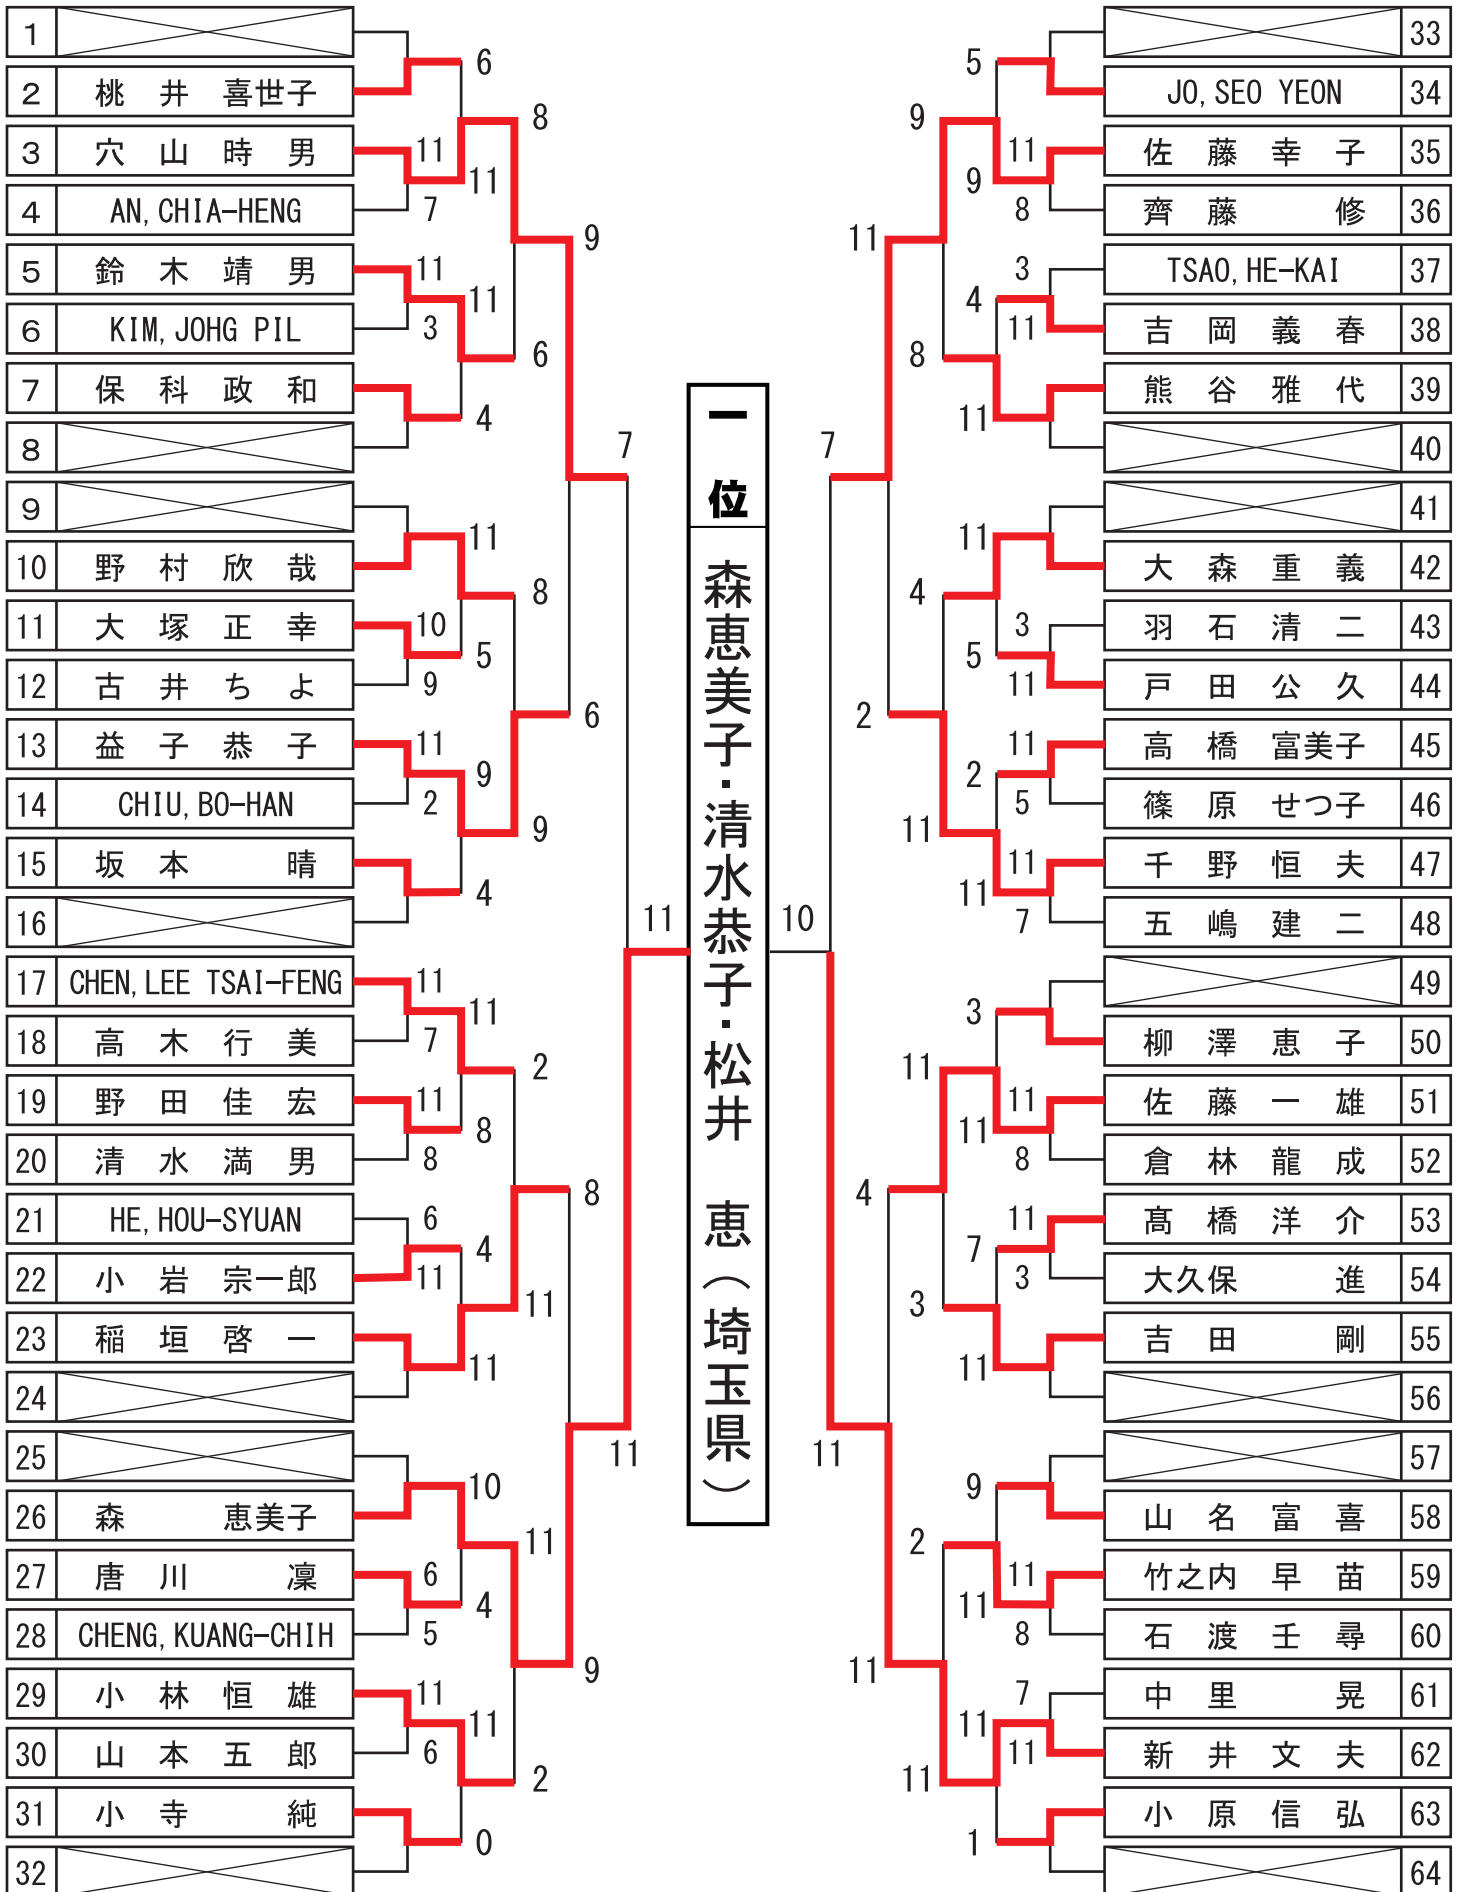 1
2 桃井 喜世子
3 穴山時男
4 AN, CHIA-HENG
5 鈴木靖男
6 KIM, JOHG PIL
7 保科政和
8
9
10 野村欣哉
11 大塚正幸
12 古井ちよ
13 益子恭子
14 CHIU, BO-HAN
15 坂本 晴
16
17 CHEN, LEE TSAI-FENG
18 高木行美
19 野田佳宏
20 清水満男
21 HE, HOU-SYUAN
22 小岩宗一郎
23 稲垣啓一
24
25
26 森 恵美子
27 唐川 凜
28 CHENG, KUANG-CHIH
29 小林恒雄
30 山本五郎
31 小寺 純
32
6
11
7
11
8
11
3
11
4
6
9
11
10
9
5
8
11
2
9
4
9
6
7
11
7
11
11
8
8
2
6
11
4
11
11
8
10
6
5
4
11
11
6
11
0
2
9
11
11
一位
森恵美子・清水恭子・松井 恵(埼玉県)
10
5
11
8
9
9
3
11
4
11
8
11
11
3
11
5
4
11
5
2
11
7
11
11
2
7
3
11
8
11
11
11
3
7
11
3
4
9
11
8
11
2
7
11
11
1
11
11
11
33
JO, SEO YEON 34
佐藤幸子 35
齊藤 修 36
TSAO, HE-KAI 37
吉岡義春 38
熊谷雅代 39
40
41
大森重義 42
羽石清二 43
戸田公久 44
高橋富美子 45
篠原せつ子 46
千野恒夫 47
五嶋建二 48
49
柳澤恵子 50
佐藤一雄 51
倉林龍成 52
髙橋洋介 53
大久保 進 54
吉田 剛 55
56
57
山名富喜 58
竹之内早苗 59
石渡壬尋 60
中里 晃 61
新井文夫 62
小原信弘 63
64